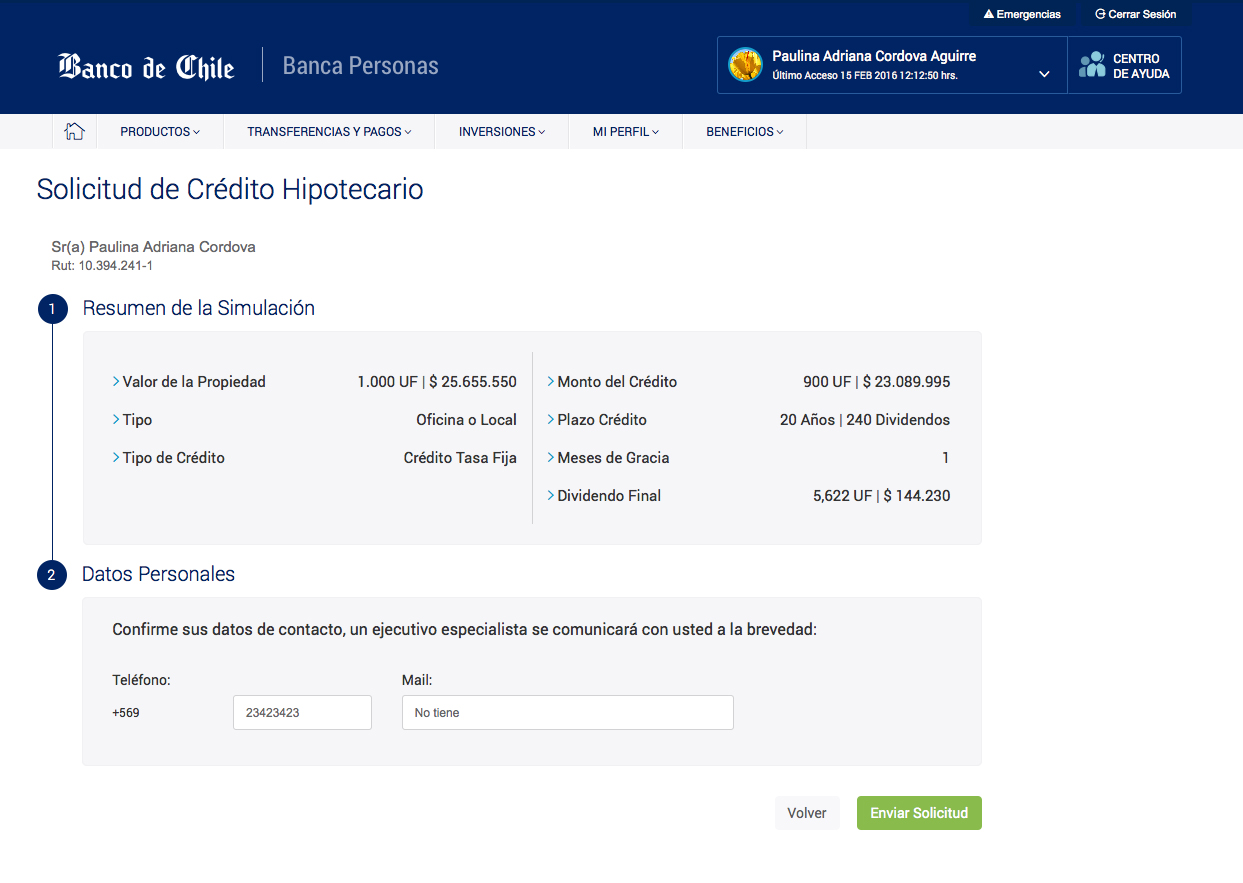 Emergencias
Cerrar Sesión
Banco de Chile
Banca Personas
Paulina Adriana Cordova Aguirre
Último Acceso 15 FEB 2016 12:12:50 hrs.
CENTRO
DE AYUDA
PRODUCTOS
TRANSFERENCIAS Y PAGOS
INVERSIONES
MI PERFIL
BENEFICIOS
Solicitud de Crédito Hipotecario
Sr(a) Paulina Adriana Cordova
Rut: 10.394.241-1
1 Resumen de la Simulación
Valor de la Propiedad 1.000 UF | $ 25.655.550
Tipo Oficina o Local
Tipo de Crédito Crédito Tasa Fija
Monto del Crédito 900 UF | $ 23.089.995
Plazo Crédito 20 Años | 240 Dividendos
Meses de Gracia 1
Dividendo Final 5,622 UF | $ 144.230
2 Datos Personales
Confirme sus datos de contacto, un ejecutivo especialista se comunicará con usted a la brevedad:
Teléfono:
+569 23423423
Mail:
No tiene
Volver
Enviar Solicitud